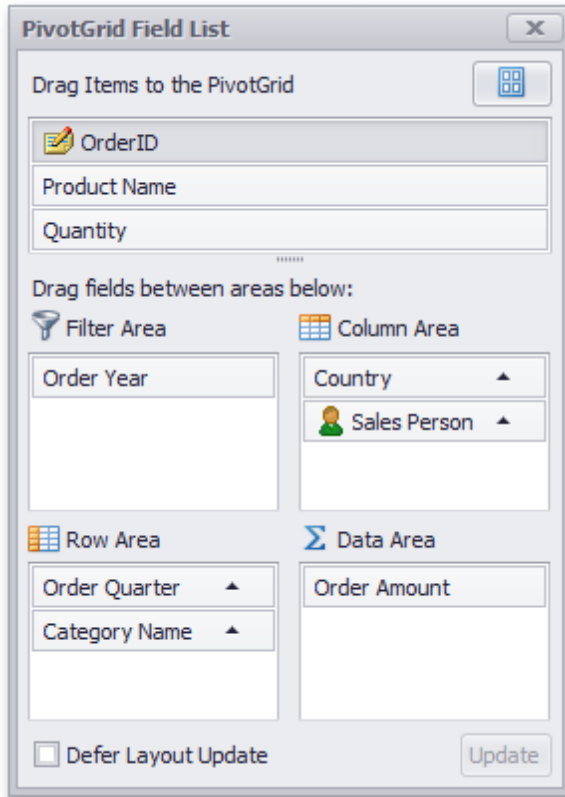 PivotGrid Field List
Drag Items to the PivotGrid
OrderID
Product Name
Quantity
Drag fields between areas below:
Filter Area
Order Year
Column Area
Country
Sales Person
Row Area
Order Quarter
Category Name
Data Area
Order Amount
Defer Layout Update
Update